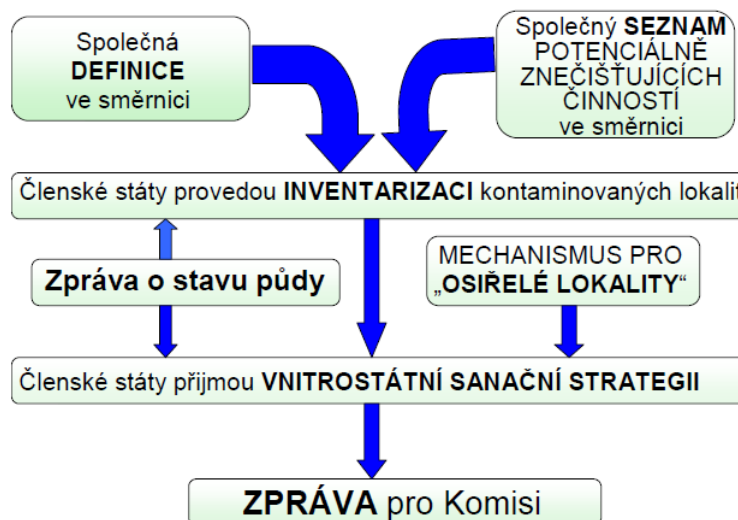 Společná
DEFINICE
ve směrnici
Společný SEZNAM
POTENCIÁLNĚ
ZNEČIŠŤUJÍCÍCH
ČINNOSTÍ
ve směrnici
Členské státy provedou INVENTARIZACI kontaminovaných lokalit
Zpráva o stavu půdy
MECHANISMUS PRO
„OSIŘELÉ LOKALITY“
Členské státy přijmou VNITROSTÁTNÍ SANAČNÍ STRATEGII
ZPRÁVA pro Komisi